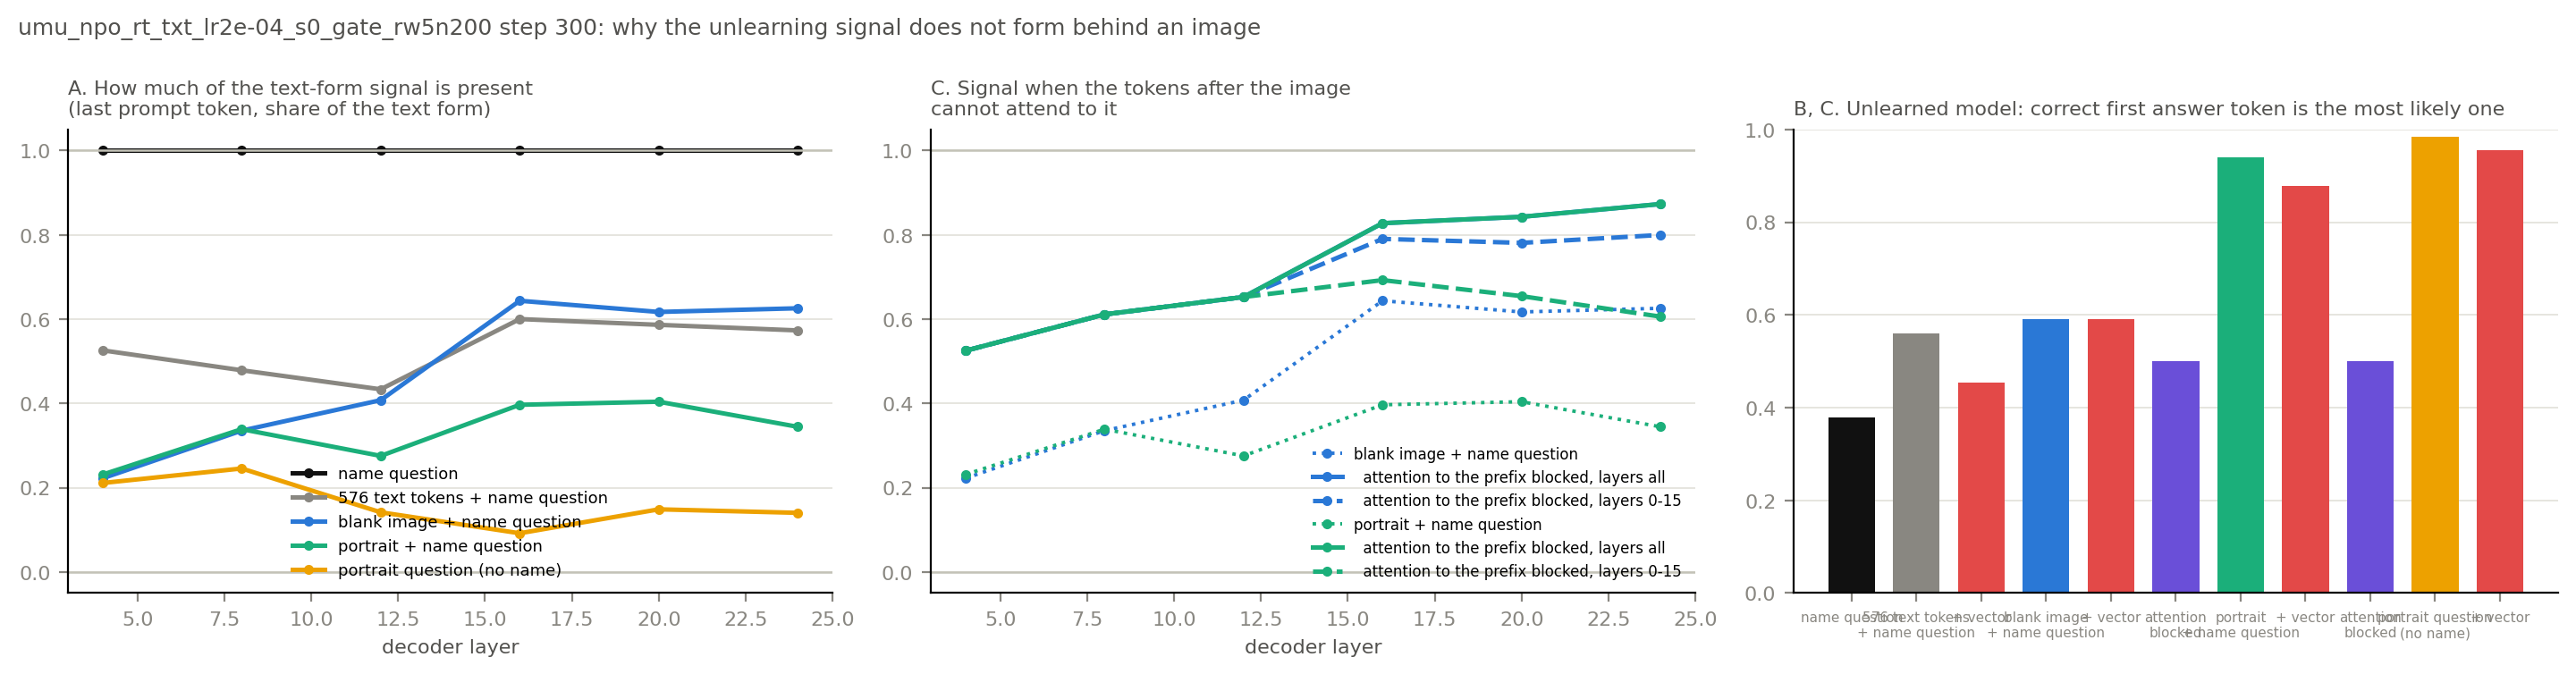 umu_npo_rt_txt_lr2e-04_s0_gate_rw5n200 step 300: why the unlearning signal does not form behind an image
A. How much of the text-form signal is present
(last prompt token, share of the text form)
1.0
0.8
0.6
0.4
0.2
0.0
name question
576 text tokens + name question
blank image + name question
portrait + name question
portrait question (no name)
5.0 7.5 10.0 12.5 15.0 17.5 20.0 22.5 25.0
decoder layer
C. Signal when the tokens after the image
cannot attend to it
1.0
0.8
0.6
0.4
0.2
0.0
blank image + name question
attention to the prefix blocked, layers all
attention to the prefix blocked, layers 0-15
portrait + name question
attention to the prefix blocked, layers all
attention to the prefix blocked, layers 0-15
5.0 7.5 10.0 12.5 15.0 17.5 20.0 22.5 25.0
decoder layer
B, C. Unlearned model: correct first answer token is the most likely one
1.0
0.8
0.6
0.4
0.2
0.0
name question
576 text tokens
+ name question
+ vector
blank image
+ name question
+ vector
attention
blocked
portrait
+ name question
+ vector
attention
blocked
portrait question
(no name)
+ vector